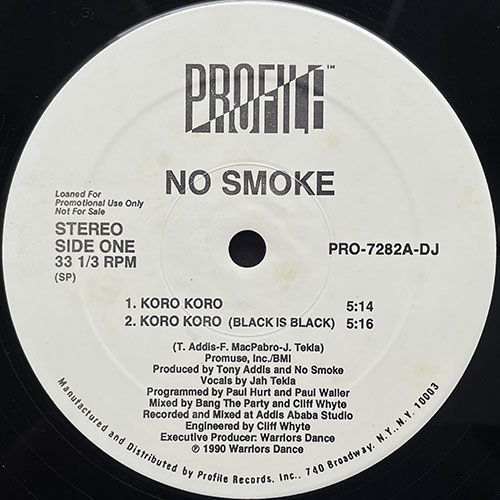 PROFILE™
NO SMOKE
Loaned For
Promotional Use Only
Not For Sale
STEREO
SIDE ONE
33 1/3 RPM
(SP)
PRO-7282A-DJ
1. KORO KORO 5:14
2. KORO KORO (BLACK IS BLACK) 5:16
(T. Addis-F. MacPabro-J. Tekla)
Promuse, Inc./BMI
Produced by Tony Addis and No Smoke
Vocals by Jah Tekla
Programmed by Paul Hurt and Paul Waller
Mixed by Bang The Party and Cliff Whyte
Recorded and Mixed at Addis Ababa Studio
Engineered by Cliff Whyte
Executive Producer: Warriors Dance
℗ 1990 Warriors Dance
Manufactured and Distributed by Profile Records, Inc., 740 Broadway, N.Y., N.Y. 10003